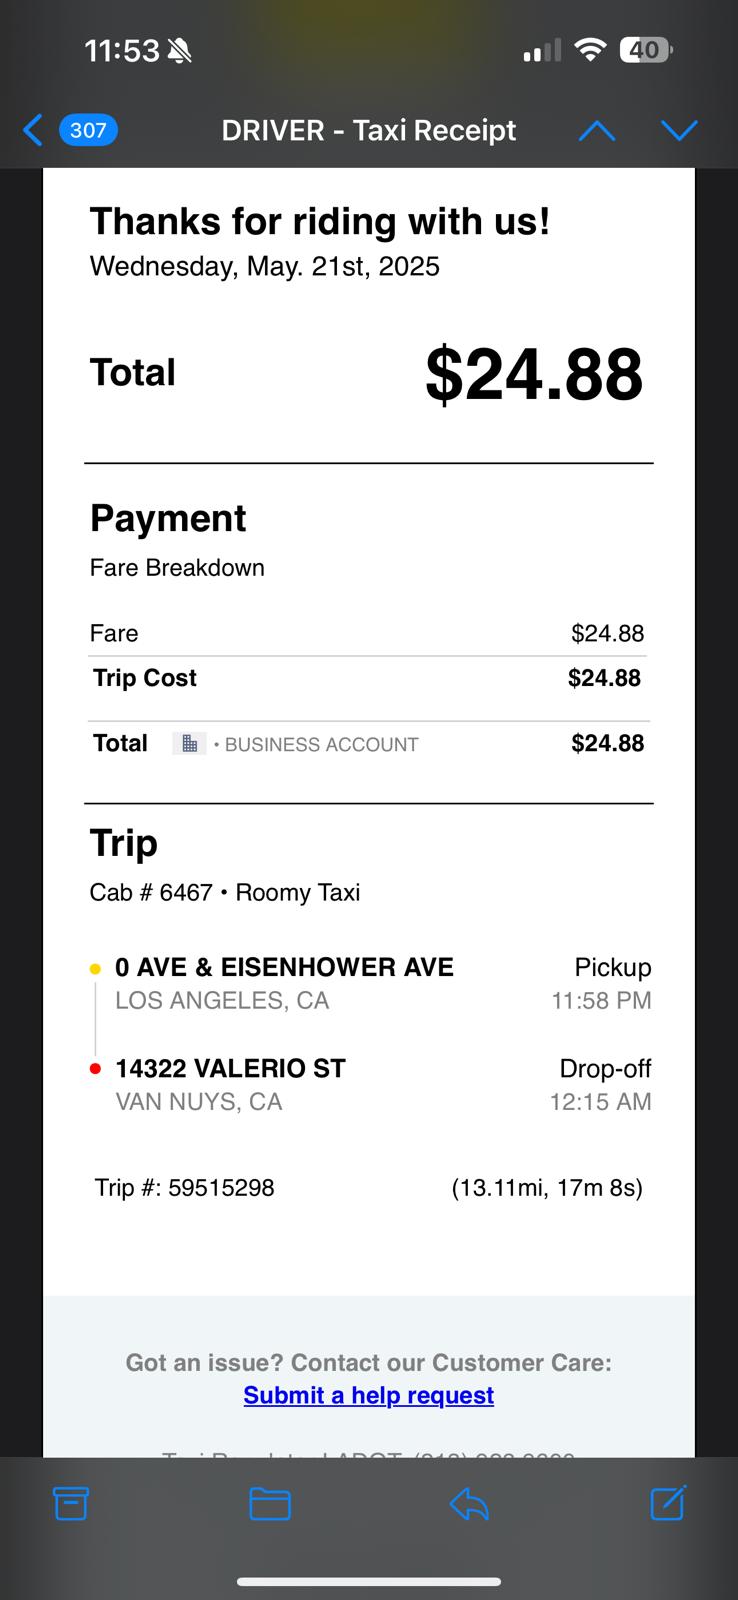 11:53
40
307
DRIVER - Taxi Receipt
Thanks for riding with us!
Wednesday, May. 21st, 2025
Total $24.88
Payment
Fare Breakdown
Fare $24.88
Trip Cost $24.88
Total • BUSINESS ACCOUNT $24.88
Trip
Cab # 6467 • Roomy Taxi
0 AVE & EISENHOWER AVE Pickup
LOS ANGELES, CA 11:58 PM
14322 VALERIO ST Drop-off
VAN NUYS, CA 12:15 AM
Trip #: 59515298 (13.11mi, 17m 8s)
Got an issue? Contact our Customer Care:
Submit a help request